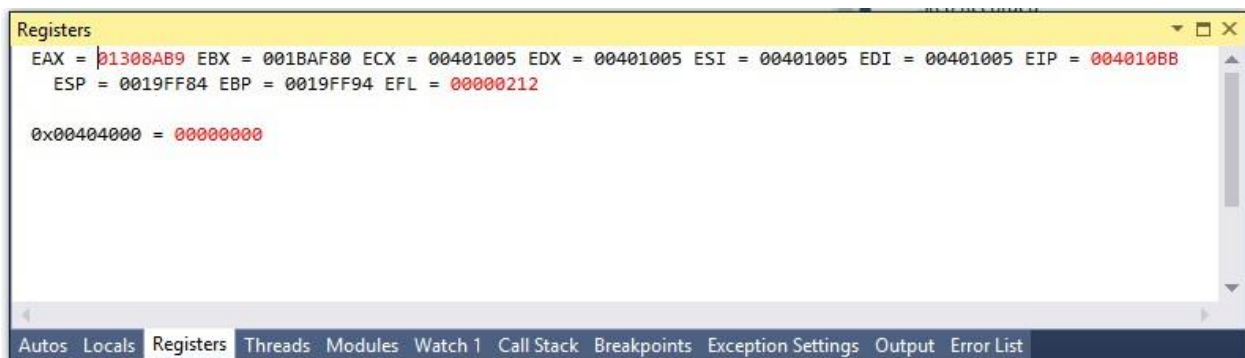 Registers
EAX = 01308AB9 EBX = 001BAF80 ECX = 00401005 EDX = 00401005 ESI = 00401005 EDI = 00401005 EIP = 004010BB
ESP = 0019FF84 EBP = 0019FF94 EFL = 00000212
0x00404000 = 00000000
Autos Locals Registers Threads Modules Watch 1 Call Stack Breakpoints Exception Settings Output Error List